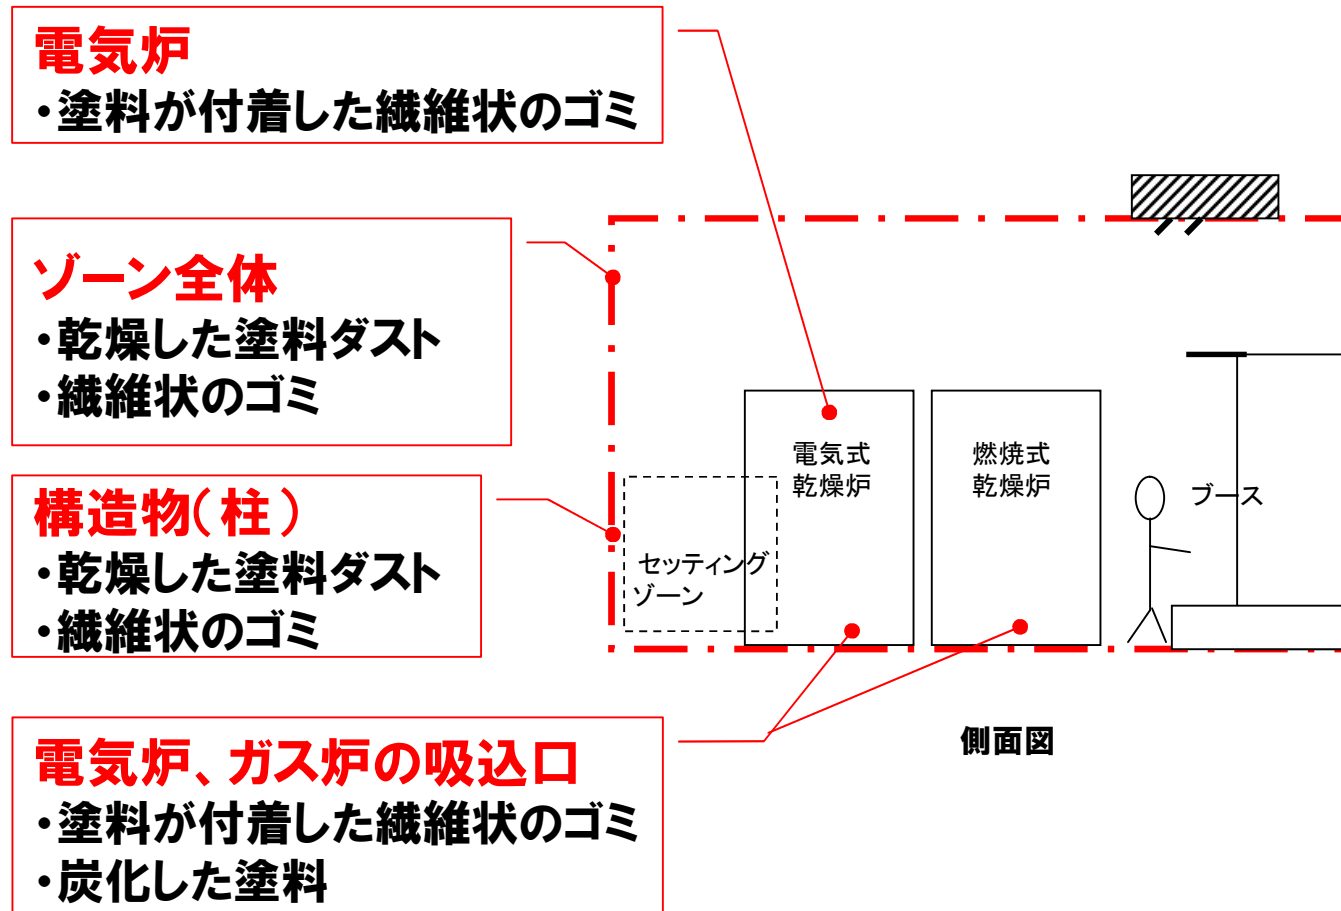 電気炉
・塗料が付着した繊維状のゴミ
ゾーン全体
・乾燥した塗料ダスト
・繊維状のゴミ
構造物(柱)
・乾燥した塗料ダスト
・繊維状のゴミ
電気炉、ガス炉の吸込口
・塗料が付着した繊維状のゴミ
・炭化した塗料
電気式
乾燥炉
燃焼式
乾燥炉
ブース
セッティング
ゾーン
側面図